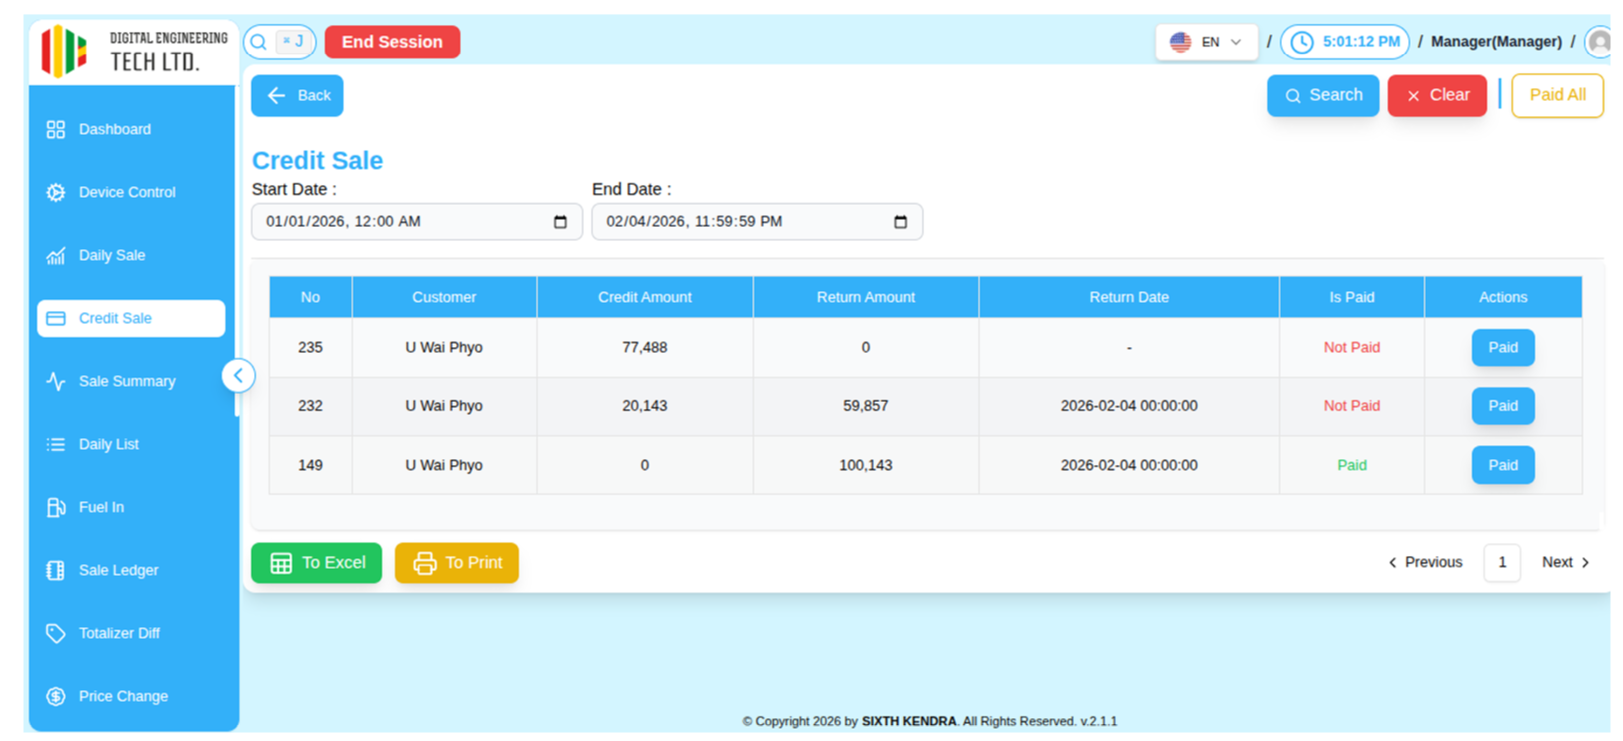 DIGITAL ENGINEERING
TECH LTD.
J
End Session
EN
/
5:01:12 PM
/ Manager(Manager) /
Back
Search
Clear
Paid All
Dashboard
Device Control
Daily Sale
Credit Sale
Sale Summary
Daily List
Fuel In
Sale Ledger
Totalizer Diff
Price Change
Credit Sale
Start Date :
End Date :
01/01/2026, 12:00 AM
02/04/2026, 11:59:59 PM
No Customer Credit Amount Return Amount Return Date Is Paid Actions
235 U Wai Phyo 77,488 0 - Not Paid Paid
232 U Wai Phyo 20,143 59,857 2026-02-04 00:00:00 Not Paid Paid
149 U Wai Phyo 0 100,143 2026-02-04 00:00:00 Paid Paid
To Excel
To Print
Previous 1 Next
© Copyright 2026 by SIXTH KENDRA. All Rights Reserved. v.2.1.1